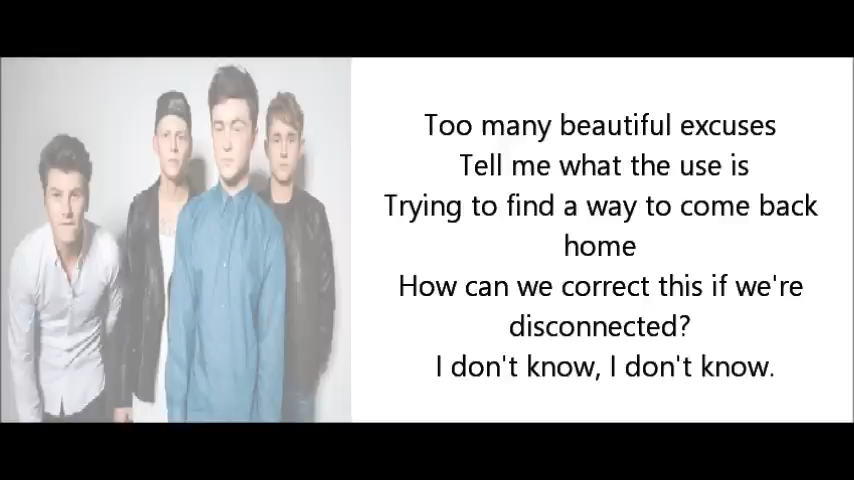 Too many beautiful excuses
Tell me what the use is
Trying to find a way to come back
home
How can we correct this if we're
disconnected?
I don't know, I don't know.